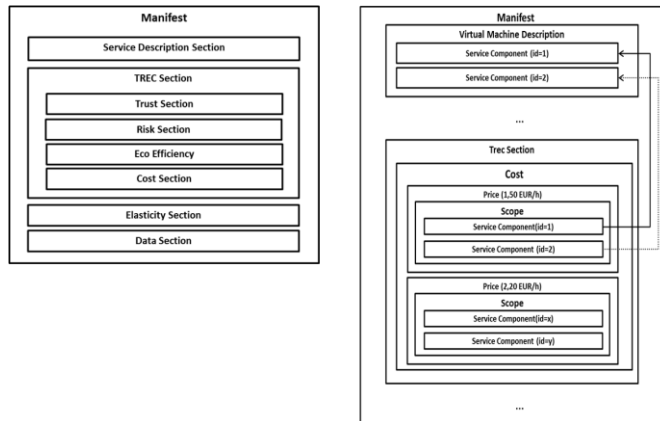 Manifest
Service Description Section
TREC Section
Trust Section
Risk Section
Eco Efficiency
Cost Section
Elasticity Section
Data Section
Manifest
Virtual Machine Description
Service Component (id=1)
Service Component (id=2)
...
Trec Section
Cost
Price (1,50 EUR/h)
Scope
Service Component(id=1)
Service Component (id=2)
Price (2,20 EUR/h)
Scope
Service Component(id=x)
Service Component (id=y)
...